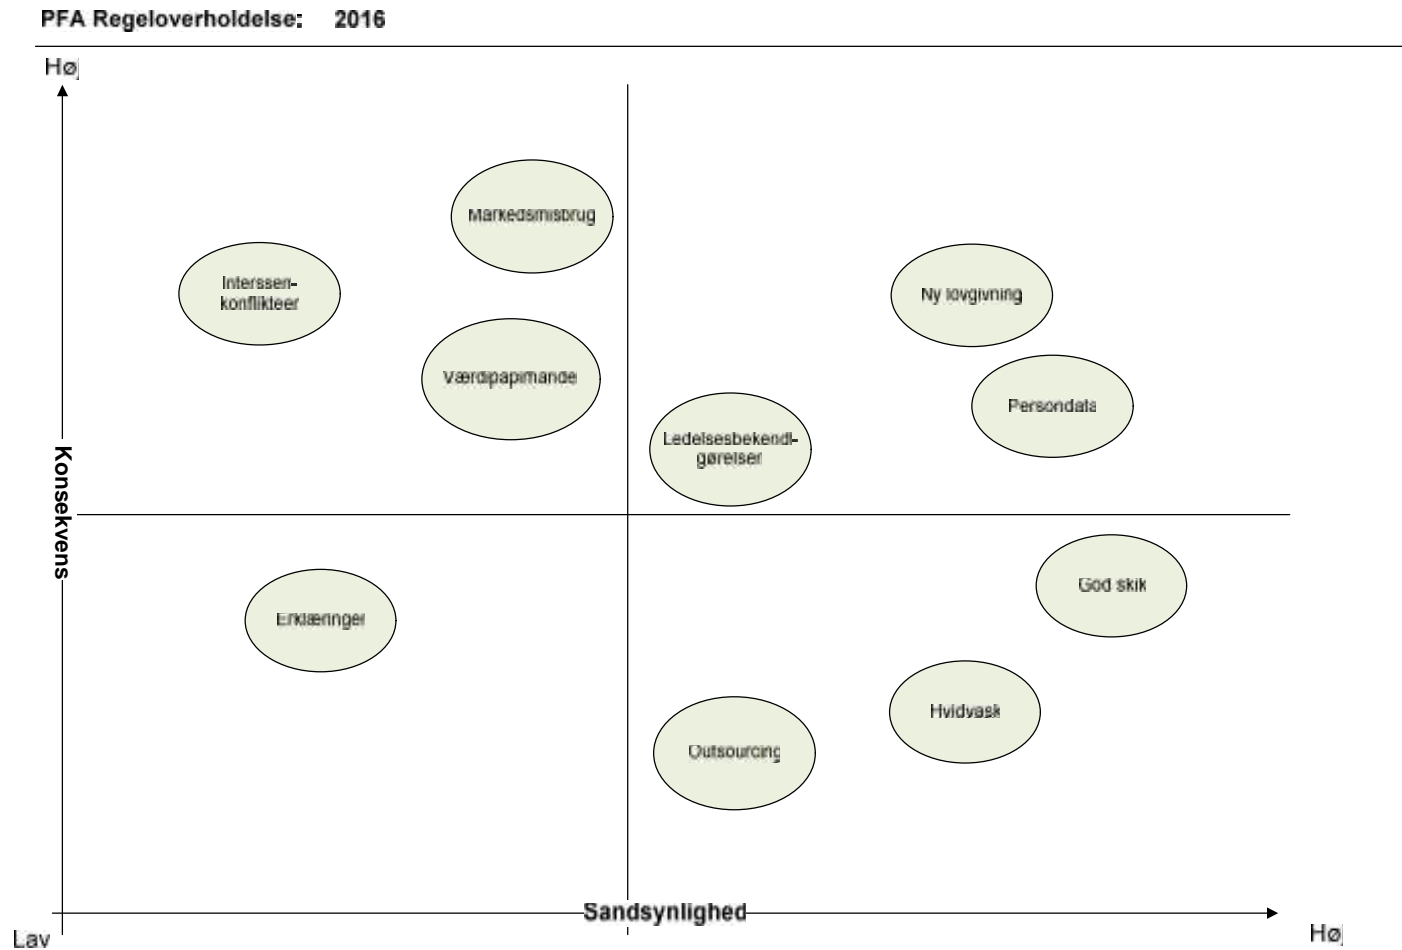 PFA Regeloverholdelse: 2016
Høj
Markedsmisbrug
Interssen-
konflikteer
Ny lovgivning
Værdipapirhande
Persondata
Ledelsesbekendt-
gørelser
Konsekvens
God skik
Erklæringer
Hvidvask
Outsourcing
Sandsynlighed
Lav
Høj